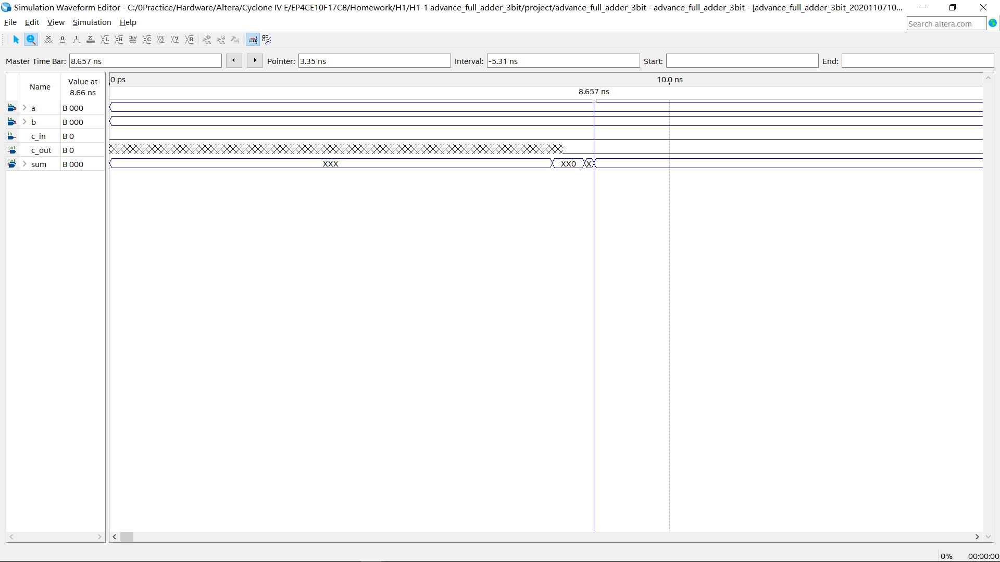 Simulation Waveform Editor - C:/0Practice/Hardware/Altera/Cyclone IV E/EP4CE10F17C8/Homework/H1/H1-1 advance_full_adder_3bit/project/advance_full_adder_3bit - advance_full_adder_3bit - [advance_full_adder_3bit_2020110710...
File Edit View Simulation Help
Search altera.com
Master Time Bar: 8.657 ns Pointer: 3.35 ns Interval: -5.31 ns Start: End:
Name Value at 8.66 ns
0 ps 10.0 ns
8.657 ns
a B 000
b B 000
c_in B 0
c_out B 0
sum B 000 XXX XX0 X
0% 00:00:00